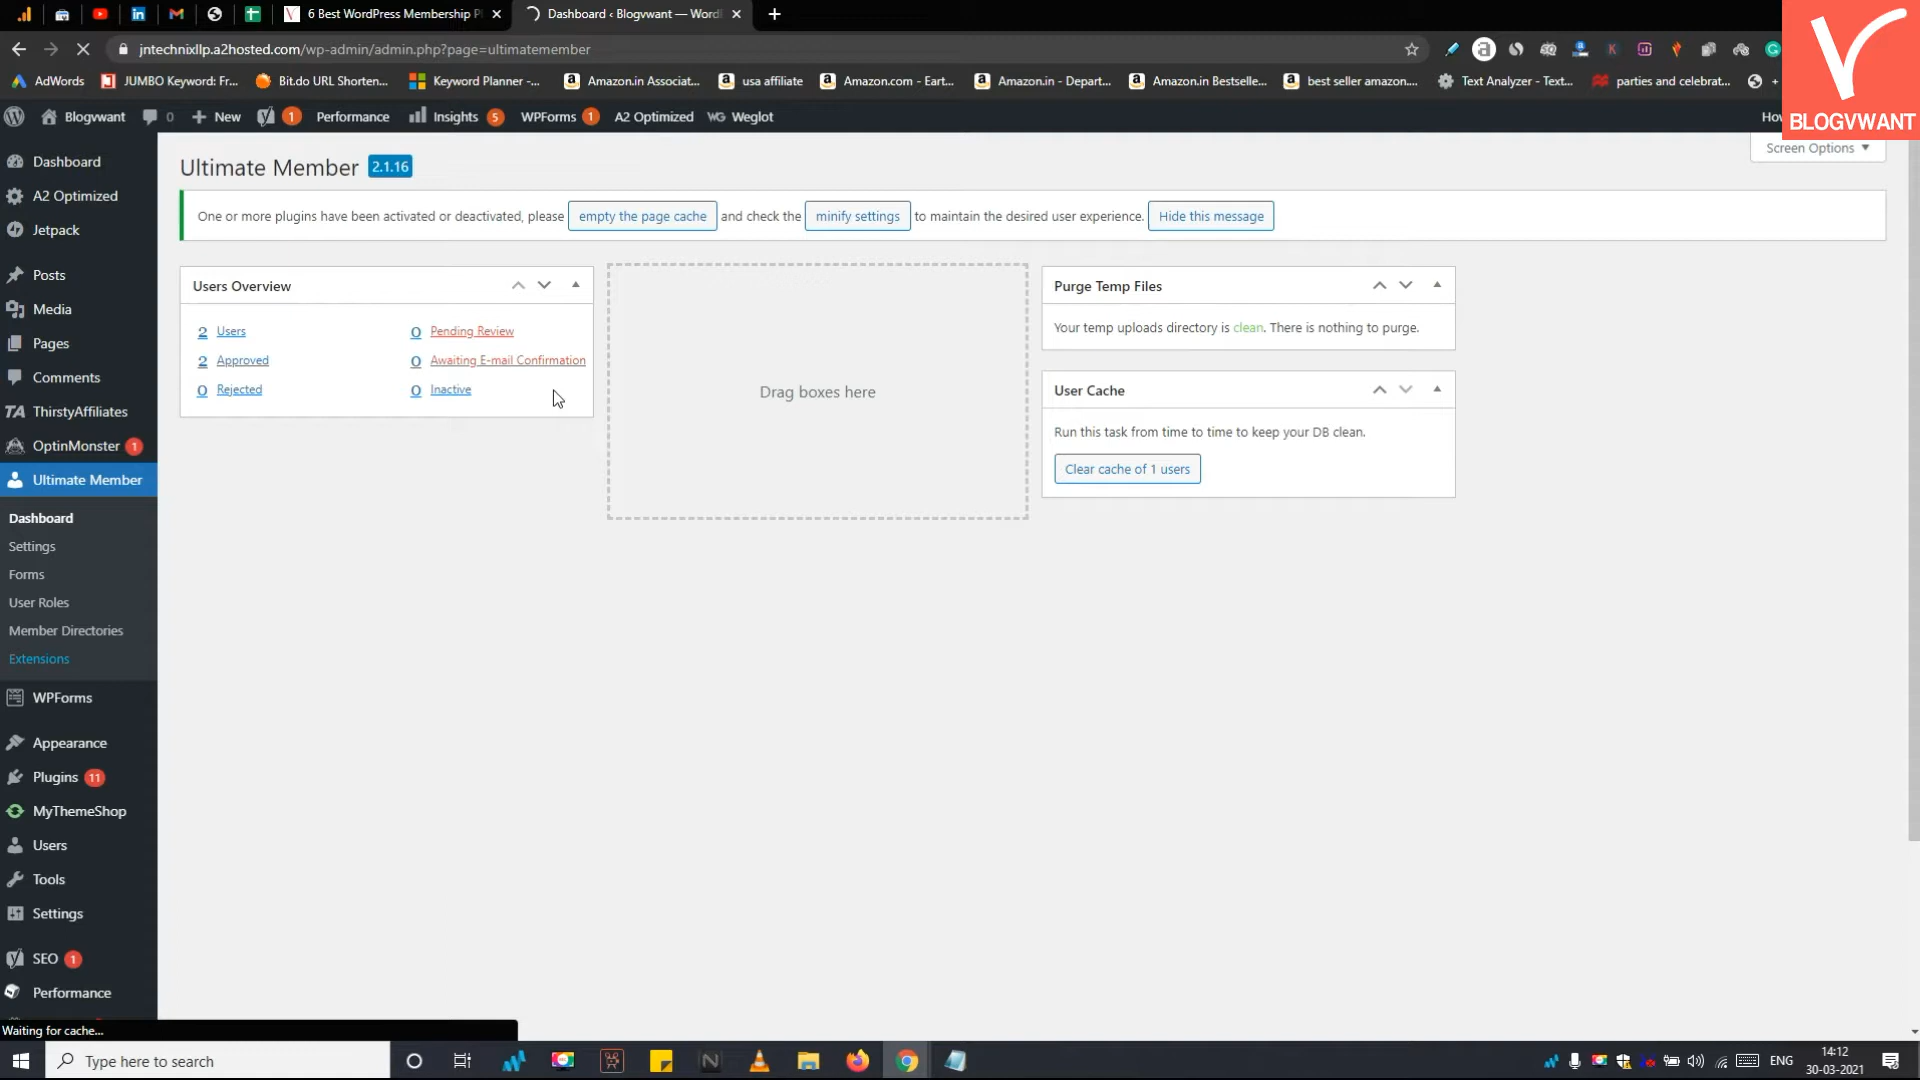 6 Best WordPress Membership Pl
Dashboard ‹ Blogvwant — Word
jntechnixllp.a2hosted.com/wp-admin/admin.php?page=ultimatemember
AdWords
JUMBO Keyword: Fr...
Bit.do URL Shorten...
Keyword Planner -...
Amazon.in Associat...
usa affiliate
Amazon.com - Eart...
Amazon.in - Depart...
Amazon.in Bestselle...
best seller amazon...
Text Analyzer - Text...
parties and celebrat...
BLOGVWANT
Blogvwant
0
New
1
Performance
Insights 5
WPForms 1
A2 Optimized
Weglot
How
Screen Options
Dashboard
A2 Optimized
Jetpack
Posts
Media
Pages
Comments
TA ThirstyAffiliates
OptinMonster 1
Ultimate Member
Dashboard
Settings
Forms
User Roles
Member Directories
Extensions
WPForms
Appearance
Plugins 11
MyThemeShop
Users
Tools
Settings
SEO 1
Performance
Ultimate Member 2.1.16
One or more plugins have been activated or deactivated, please empty the page cache and check the minify settings to maintain the desired user experience. Hide this message
Users Overview
2 Users
0 Pending Review
2 Approved
0 Awaiting E-mail Confirmation
0 Rejected
0 Inactive
Drag boxes here
Purge Temp Files
Your temp uploads directory is clean. There is nothing to purge.
User Cache
Run this task from time to time to keep your DB clean.
Clear cache of 1 users
Waiting for cache...
Type here to search
ENG
14:12
30-03-2021